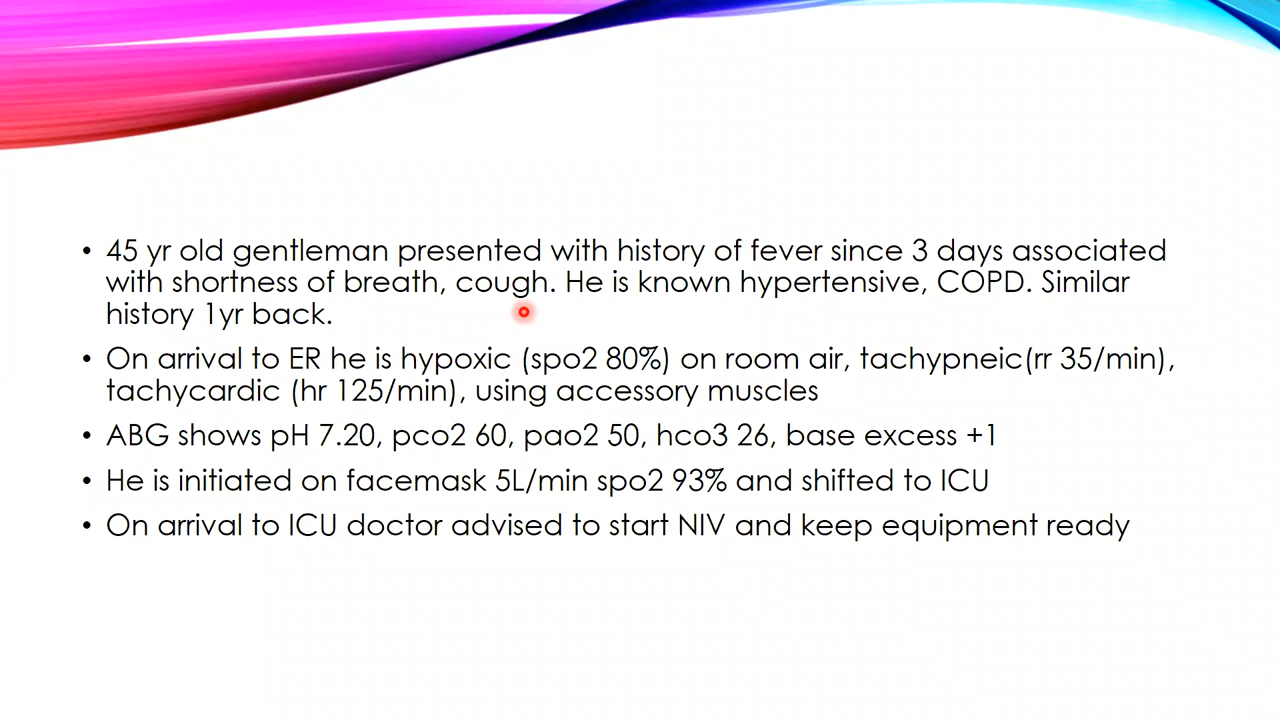 • 45 yr old gentleman presented with history of fever since 3 days associated
with shortness of breath, cough. He is known hypertensive, COPD. Similar
history 1yr back.
• On arrival to ER he is hypoxic (spo2 80%) on room air, tachypneic(rr 35/min),
tachycardic (hr 125/min), using accessory muscles
• ABG shows pH 7.20, pco2 60, pao2 50, hco3 26, base excess +1
• He is initiated on facemask 5L/min spo2 93% and shifted to ICU
• On arrival to ICU doctor advised to start NIV and keep equipment ready